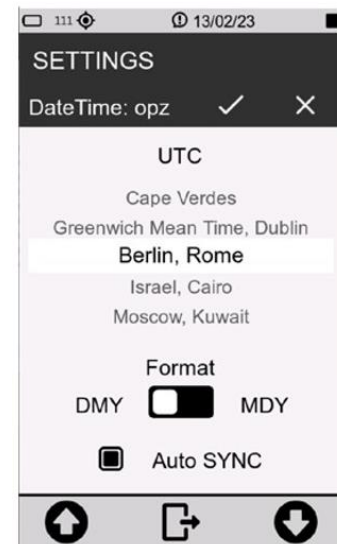 111 13/02/23
SETTINGS
DateTime: opz
UTC
Cape Verdes
Greenwich Mean Time, Dublin
Berlin, Rome
Israel, Cairo
Moscow, Kuwait
Format
DMY MDY
Auto SYNC